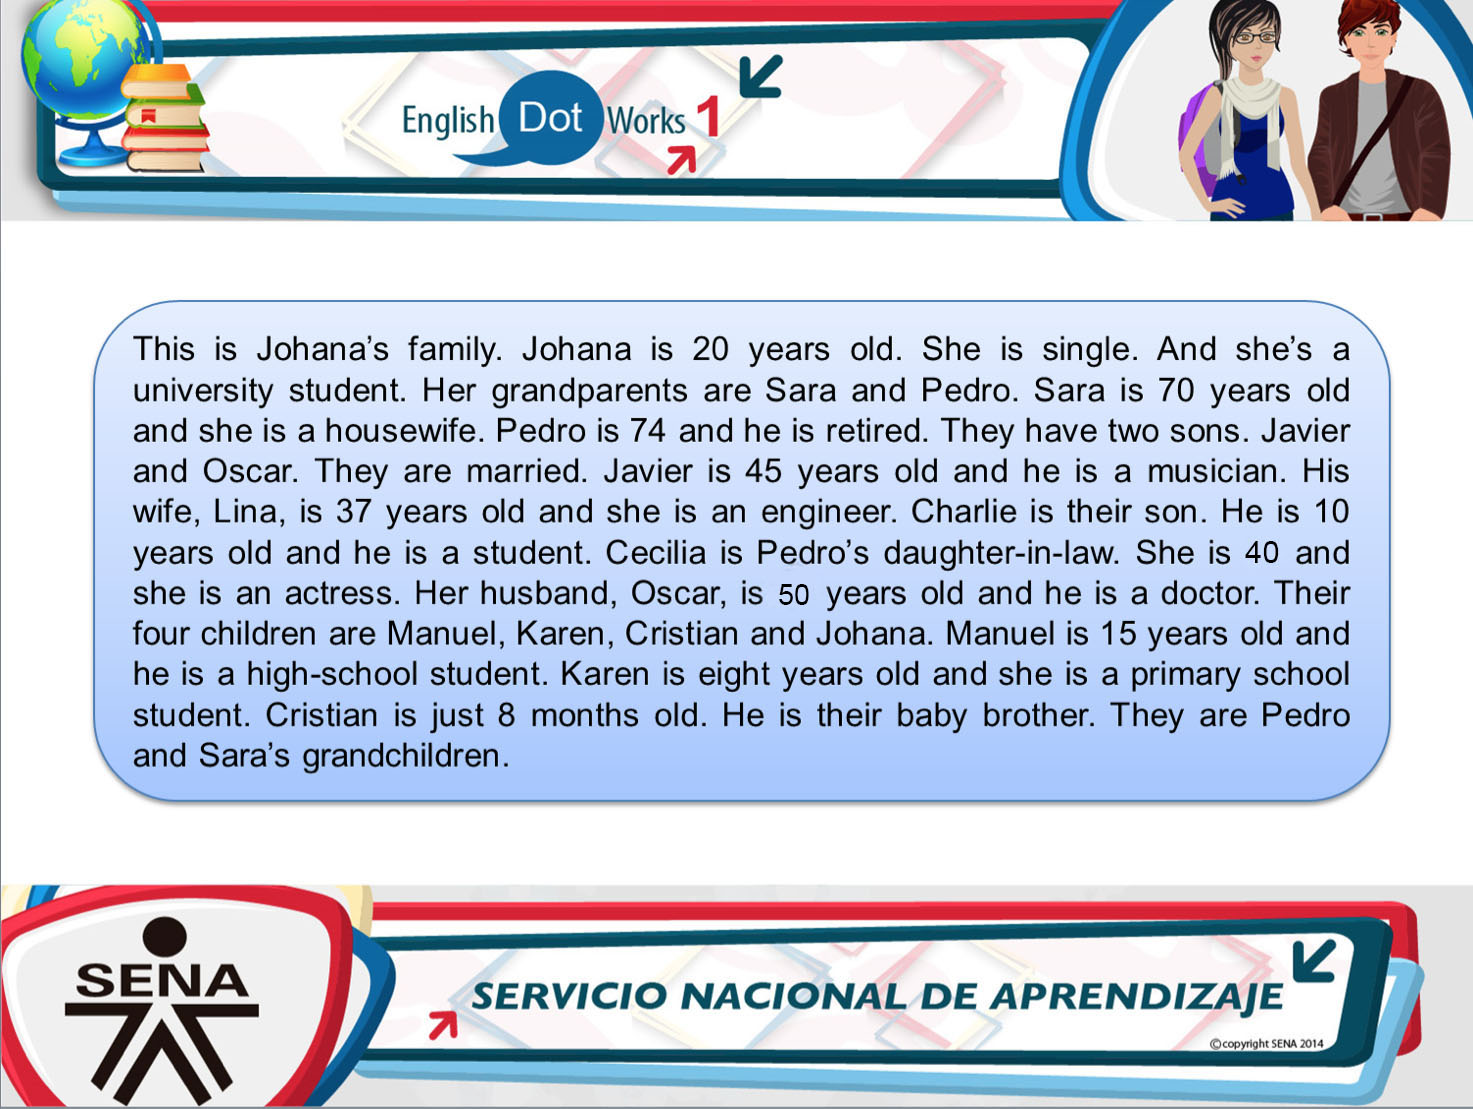 English Dot Works 1
This is Johana’s family. Johana is 20 years old. She is single. And she’s a
university student. Her grandparents are Sara and Pedro. Sara is 70 years old
and she is a housewife. Pedro is 74 and he is retired. They have two sons. Javier
and Oscar. They are married. Javier is 45 years old and he is a musician. His
wife, Lina, is 37 years old and she is an engineer. Charlie is their son. He is 10
years old and he is a student. Cecilia is Pedro’s daughter-in-law. She is 40 and
she is an actress. Her husband, Oscar, is 50 years old and he is a doctor. Their
four children are Manuel, Karen, Cristian and Johana. Manuel is 15 years old and
he is a high-school student. Karen is eight years old and she is a primary school
student. Cristian is just 8 months old. He is their baby brother. They are Pedro
and Sara’s grandchildren.
SENA
SERVICIO NACIONAL DE APRENDIZAJE
©copyright SENA 2014